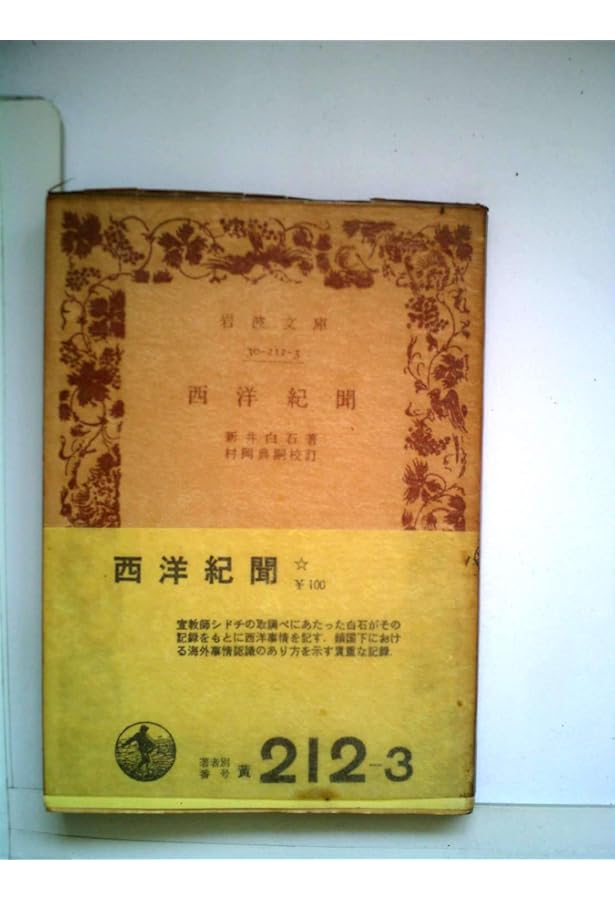 岩波文庫
30-212-3
西洋紀聞
新井白石著
村岡典嗣校訂
西洋紀聞 ☆
¥100
宣教師シドチの取調べにあたった白石がその
記録をもとに西洋事情を記す．鎖国下におけ
る海外事情認識のあり方を示す貴重な記録．
著者別
番号 黄 212-3